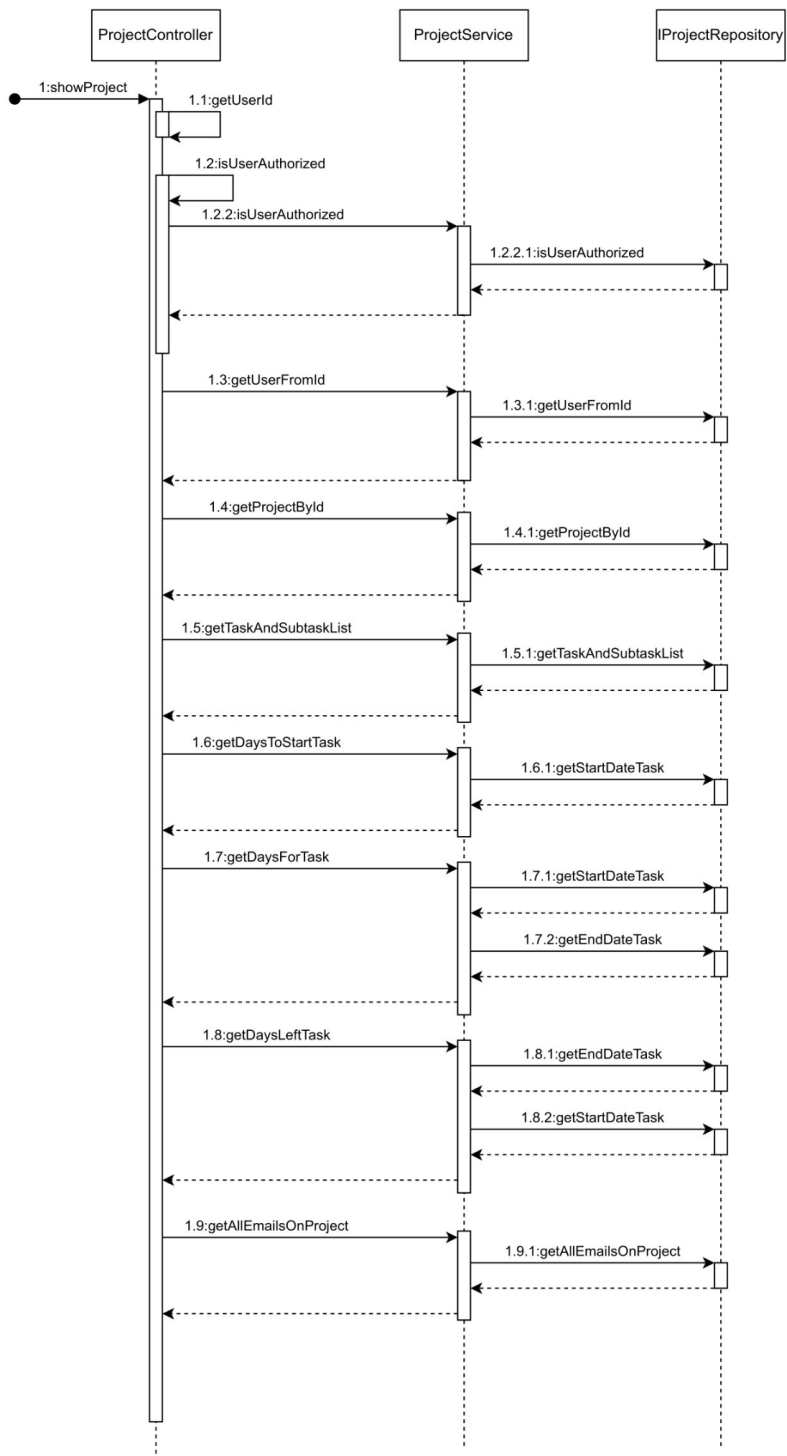 ProjectController
ProjectService
IProjectRepository
1:showProject
1.1:getUserId
1.2:isUserAuthorized
1.2.2:isUserAuthorized
1.2.2.1:isUserAuthorized
1.3:getUserFromId
1.3.1:getUserFromId
1.4:getProjectById
1.4.1:getProjectById
1.5:getTaskAndSubtaskList
1.5.1:getTaskAndSubtaskList
1.6:getDaysToStartTask
1.6.1:getStartDateTask
1.7:getDaysForTask
1.7.1:getStartDateTask
1.7.2:getEndDateTask
1.8:getDaysLeftTask
1.8.1:getEndDateTask
1.8.2:getStartDateTask
1.9:getAllEmailsOnProject
1.9.1:getAllEmailsOnProject